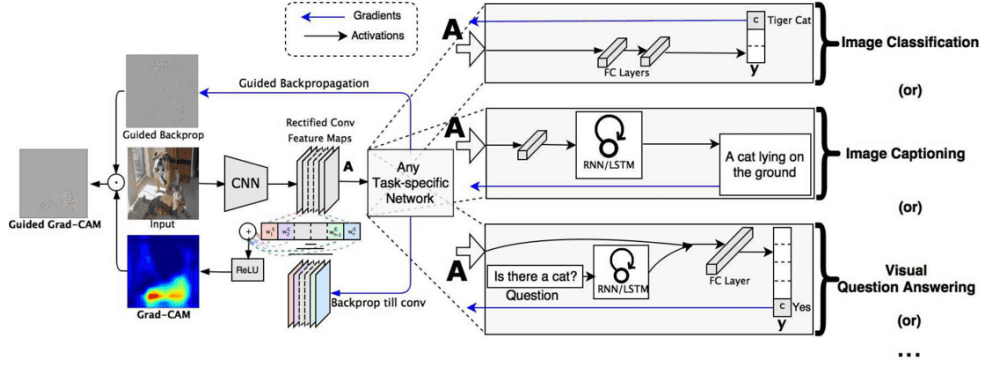 Gradients
Activations
Guided Backpropagation
Guided Backprop
Rectified Conv
Feature Maps
A
Any
Task-specific
Network
CNN
Input
Guided Grad-CAM
+
ReLU
Grad-CAM
Backprop till conv
A
FC Layers
c
Tiger Cat
y
Image Classification
(or)
A
RNN/LSTM
A cat lying on
the ground
Image Captioning
(or)
A
Is there a cat?
Question
RNN/LSTM
FC Layer
c
Yes
y
Visual
Question Answering
(or)
...